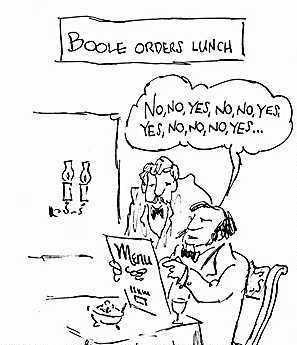 BOOLE ORDERS LUNCH
NO, NO, YES, NO, NO, YES,
YES, NO, NO, NO, YES...
Menu